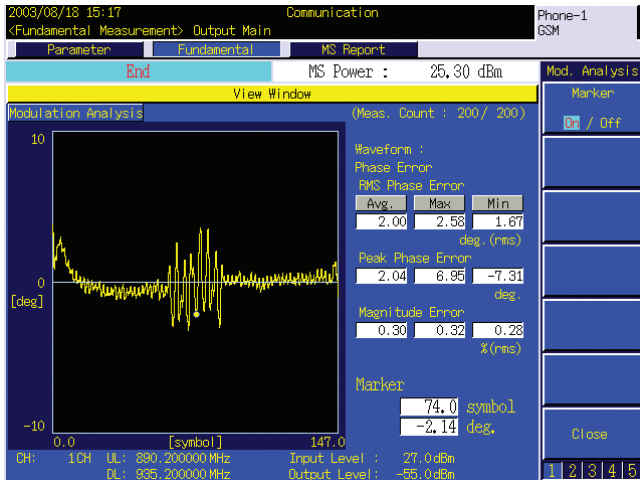 2003/08/18 15:17 Communication Phone-1
<Fundamental Measurement> Output Main GSM
Parameter Fundamental MS Report
End MS Power : 25.30 dBm Mod. Analysis
View Window Marker
Modulation Analysis (Meas. Count : 200/ 200) On / Off
10
Waveform :
Phase Error
RMS Phase Error
Avg. Max Min
2.00 2.58 1.67
deg.(rms)
Peak Phase Error
0 2.04 6.95 -7.31
[deg] deg.
Magnitude Error
0.30 0.32 0.28
%(rms)
Marker
74.0 symbol
-2.14 deg.
-10 Close
0.0 [symbol] 147.0
CH: 1CH UL: 890.200000MHz Input Level : 27.0dBm
DL: 935.200000MHz Output Level: -55.0dBm 1 2 3 4 5